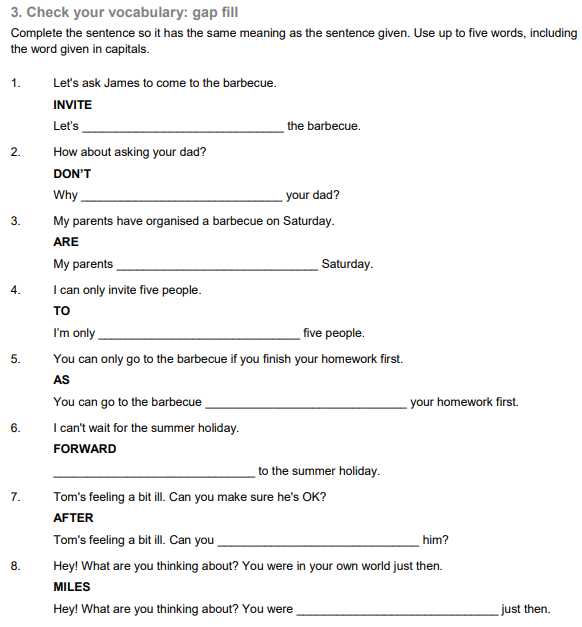 3. Check your vocabulary: gap fill
Complete the sentence so it has the same meaning as the sentence given. Use up to five words, including
the word given in capitals.
1. Let's ask James to come to the barbecue.
INVITE
Let's ______________________________ the barbecue.
2. How about asking your dad?
DON'T
Why ______________________________ your dad?
3. My parents have organised a barbecue on Saturday.
ARE
My parents ______________________________ Saturday.
4. I can only invite five people.
TO
I'm only ______________________________ five people.
5. You can only go to the barbecue if you finish your homework first.
AS
You can go to the barbecue ______________________________ your homework first.
6. I can't wait for the summer holiday.
FORWARD
______________________________ to the summer holiday.
7. Tom's feeling a bit ill. Can you make sure he's OK?
AFTER
Tom's feeling a bit ill. Can you ______________________________ him?
8. Hey! What are you thinking about? You were in your own world just then.
MILES
Hey! What are you thinking about? You were ______________________________ just then.